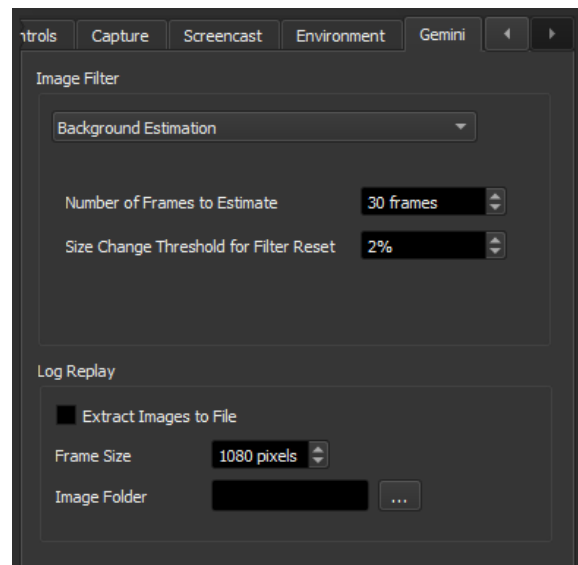 ntrols Capture Screencast Environment Gemini
Image Filter
Background Estimation
Number of Frames to Estimate 30 frames
Size Change Threshold for Filter Reset 2%
Log Replay
Extract Images to File
Frame Size 1080 pixels
Image Folder ...